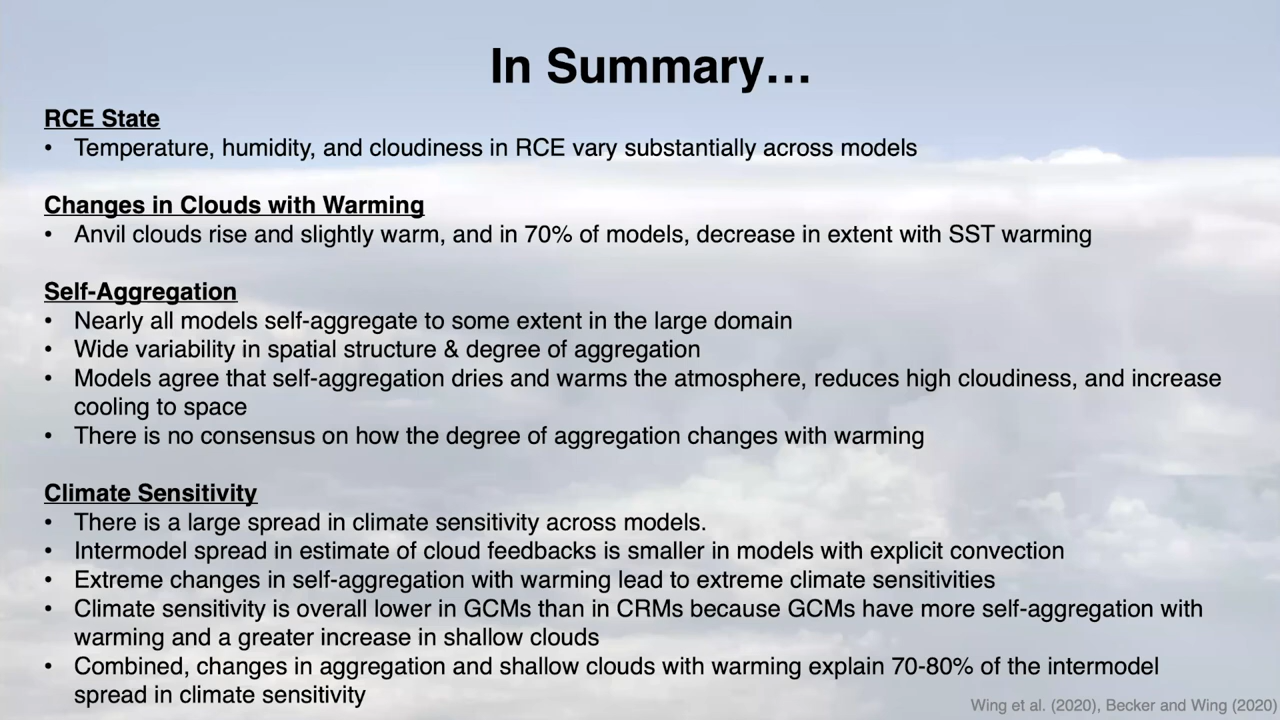 In Summary…
RCE State
• Temperature, humidity, and cloudiness in RCE vary substantially across models
Changes in Clouds with Warming
• Anvil clouds rise and slightly warm, and in 70% of models, decrease in extent with SST warming
Self-Aggregation
• Nearly all models self-aggregate to some extent in the large domain
• Wide variability in spatial structure & degree of aggregation
• Models agree that self-aggregation dries and warms the atmosphere, reduces high cloudiness, and increase
cooling to space
• There is no consensus on how the degree of aggregation changes with warming
Climate Sensitivity
• There is a large spread in climate sensitivity across models.
• Intermodel spread in estimate of cloud feedbacks is smaller in models with explicit convection
• Extreme changes in self-aggregation with warming lead to extreme climate sensitivities
• Climate sensitivity is overall lower in GCMs than in CRMs because GCMs have more self-aggregation with
warming and a greater increase in shallow clouds
• Combined, changes in aggregation and shallow clouds with warming explain 70-80% of the intermodel
spread in climate sensitivity
Wing et al. (2020), Becker and Wing (2020)